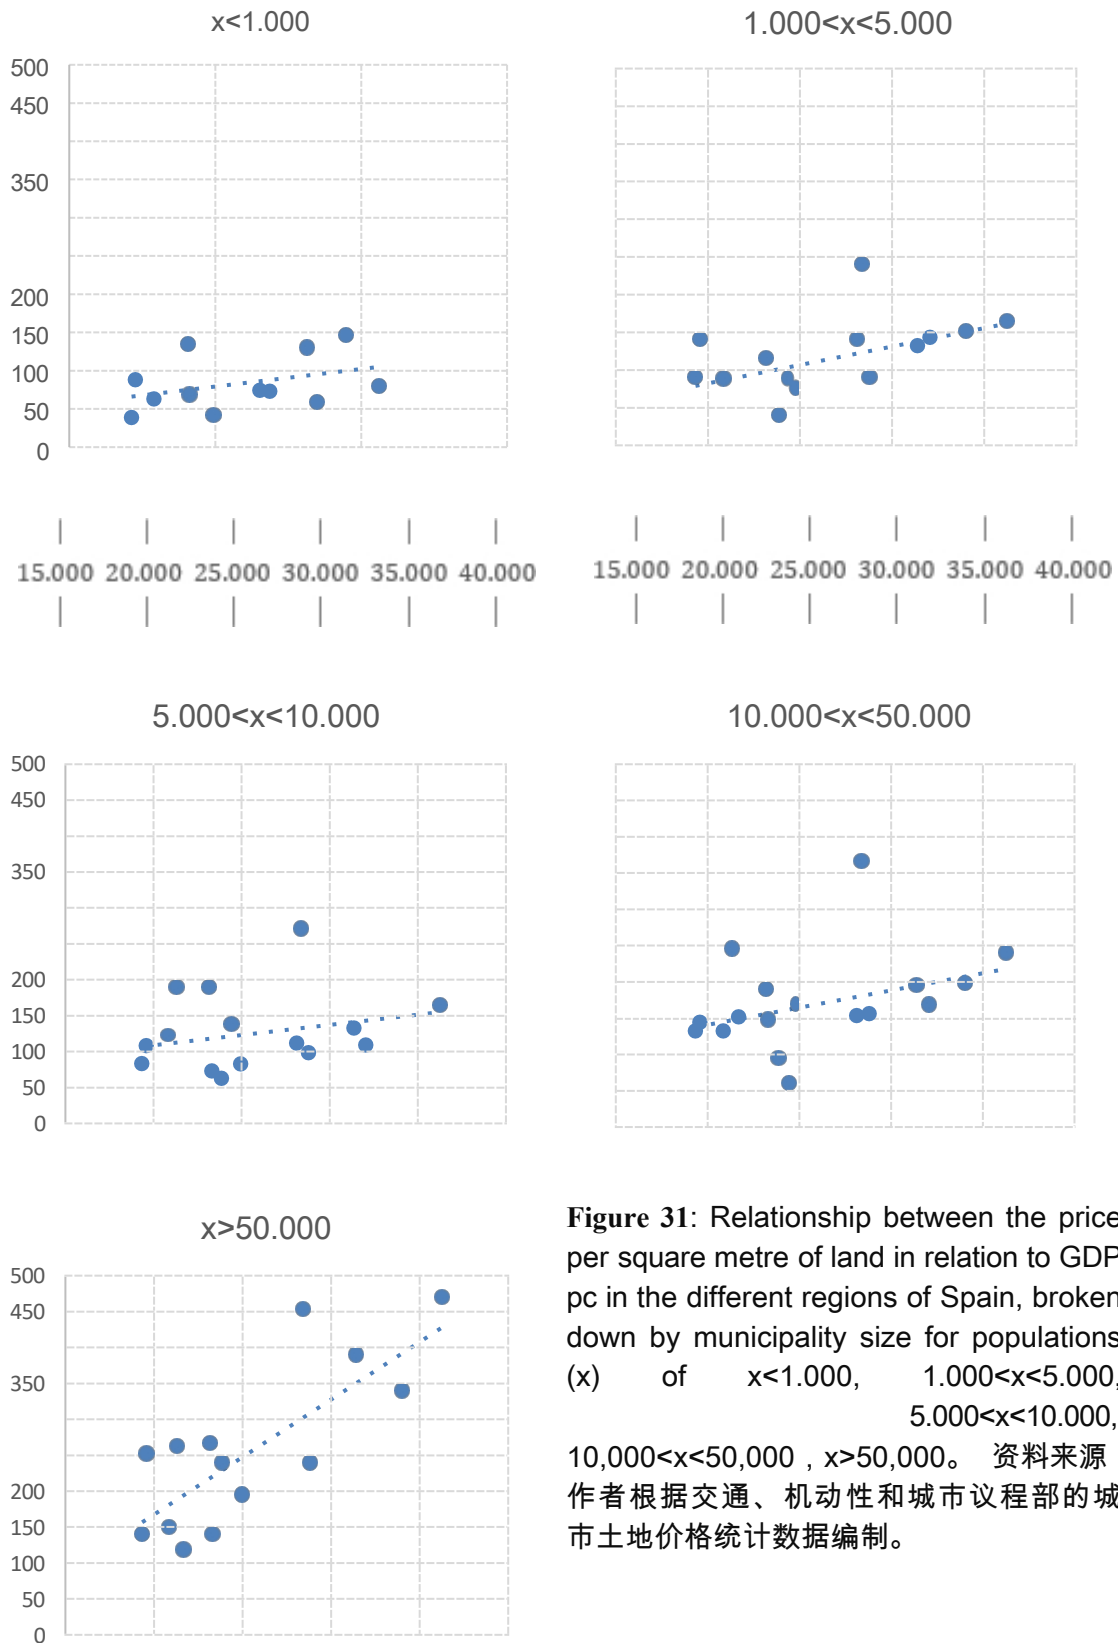 x<1.000
1.000<x<5.000
500
450
350
200
150
100
50
0
15.000 20.000 25.000 30.000 35.000 40.000
15.000 20.000 25.000 30.000 35.000 40.000
5.000<x<10.000
10.000<x<50.000
500
450
350
200
150
100
50
0
x>50.000
500
450
350
200
150
100
50
0
Figure 31: Relationship between the price
per square metre of land in relation to GDP
pc in the different regions of Spain, broken
down by municipality size for populations
(x) of x<1.000, 1.000<x<5.000,
5.000<x<10.000,
10,000<x<50,000 , x>50,000。 资料来源
作者根据交通、机动性和城市议程部的城
市土地价格统计数据编制。